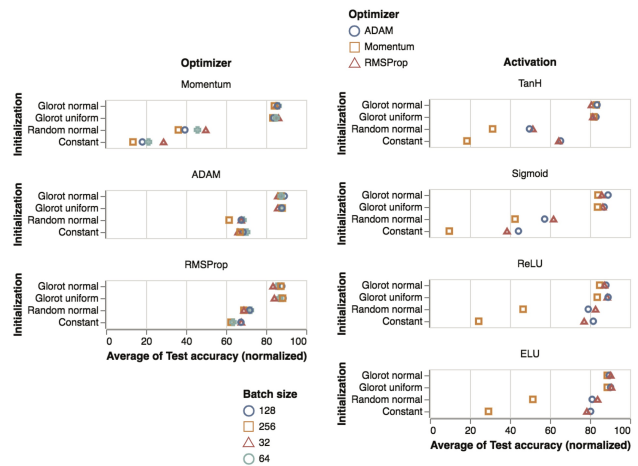 Optimizer
Momentum
Initialization
Glorot normal
Glorot uniform
Random normal
Constant
ADAM
Initialization
Glorot normal
Glorot uniform
Random normal
Constant
RMSProp
Initialization
Glorot normal
Glorot uniform
Random normal
Constant
0 20 40 60 80 100
Average of Test accuracy (normalized)
Batch size
128
256
32
64
Optimizer
ADAM
Momentum
RMSProp
Activation
TanH
Initialization
Glorot normal
Glorot uniform
Random normal
Constant
Sigmoid
Initialization
Glorot normal
Glorot uniform
Random normal
Constant
ReLU
Initialization
Glorot normal
Glorot uniform
Random normal
Constant
ELU
Initialization
Glorot normal
Glorot uniform
Random normal
Constant
0 20 40 60 80 100
Average of Test accuracy (normalized)